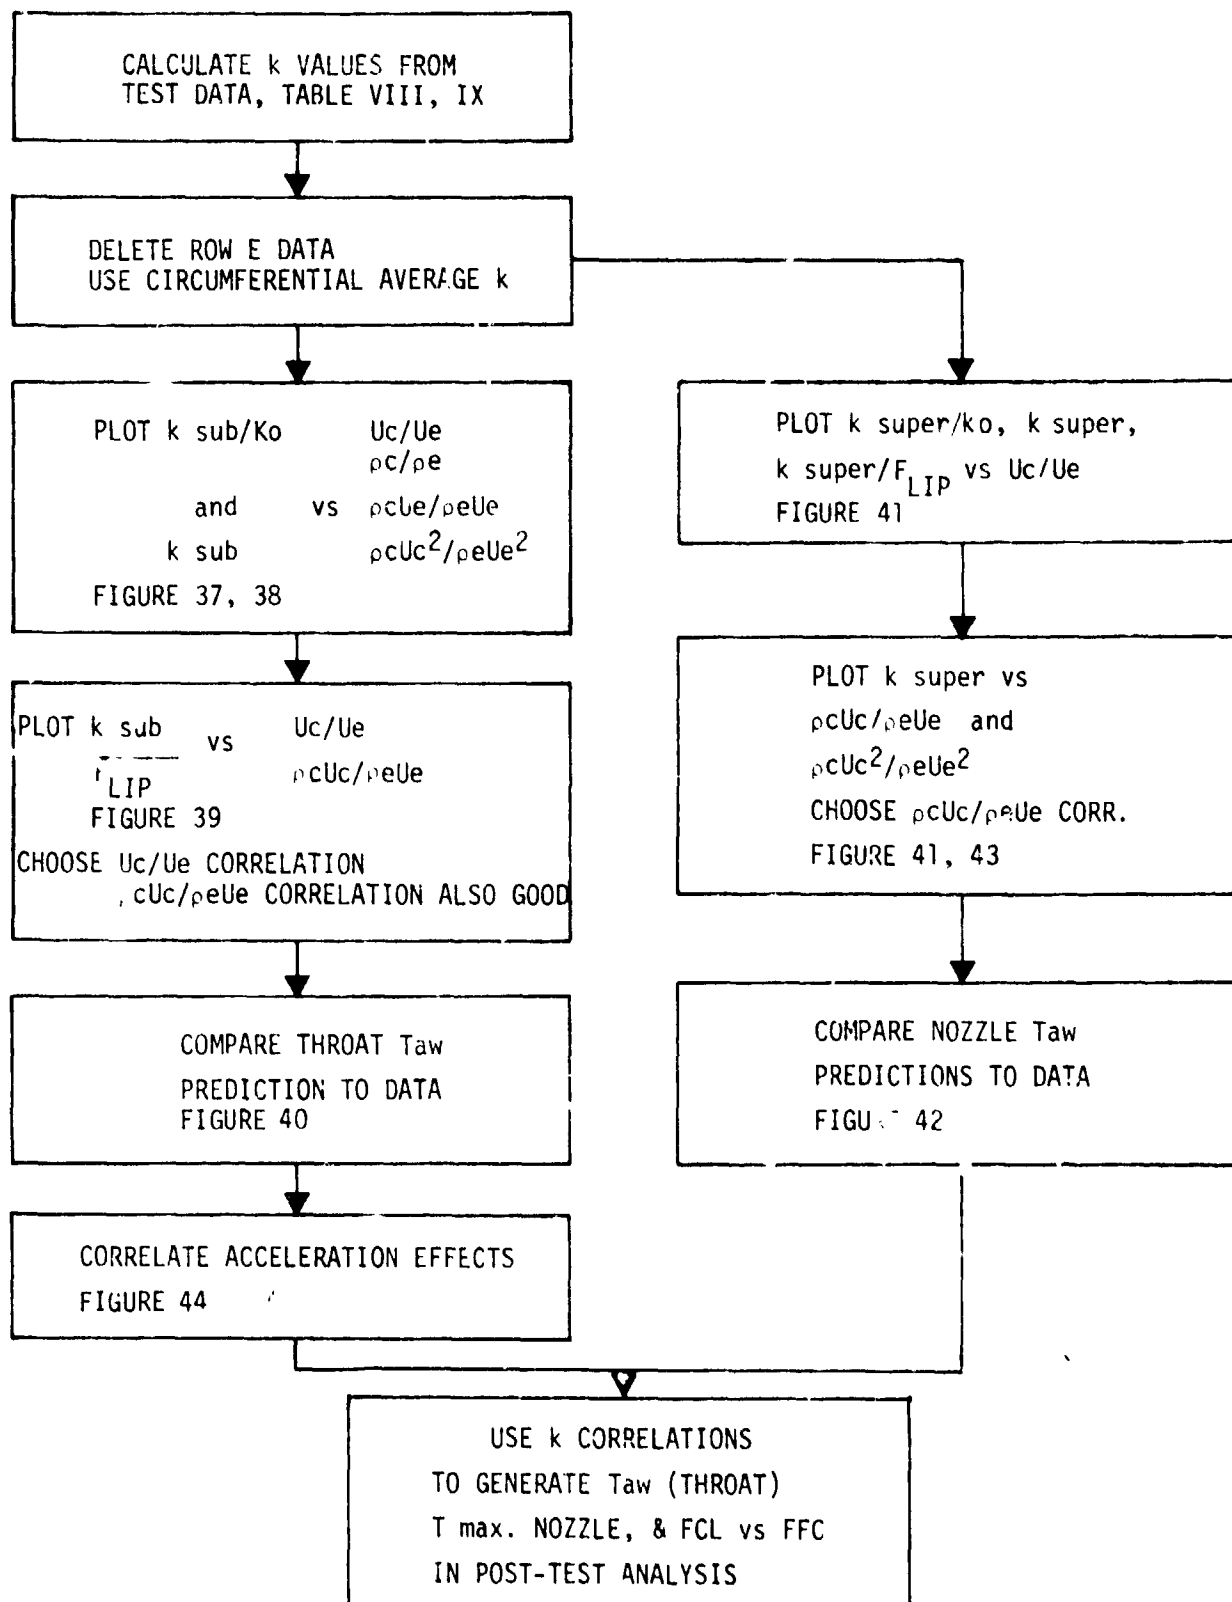 CALCULATE k VALUES FROM
TEST DATA, TABLE VIII, IX
DELETE ROW E DATA
USE CIRCUMFERENTIAL AVERAGE k
PLOT k sub/Ko Uc/Ue
ρc/ρe
and vs ρcUe/ρeUe
k sub ρcUc²/ρeUe²
FIGURE 37, 38
PLOT k sub vs Uc/Ue
LIP ρcUc/ρeUe
FIGURE 39
CHOOSE Uc/Ue CORRELATION
cUc/ρeUe CORRELATION ALSO GOOD
COMPARE THROAT Taw
PREDICTION TO DATA
FIGURE 40
CORRELATE ACCELERATION EFFECTS
FIGURE 44
PLOT k super/ko, k super,
k super/F LIP vs Uc/Ue
FIGURE 41
PLOT k super vs
ρcUc/ρeUe and
ρcUc²/ρeUe²
CHOOSE ρcUc/ρeUe CORR.
FIGURE 41, 43
COMPARE NOZZLE Taw
PREDICTIONS TO DATA
42
USE k CORRELATIONS
TO GENERATE Taw (THROAT)
T max. NOZZLE, & FCL vs FFC
IN POST-TEST ANALYSIS